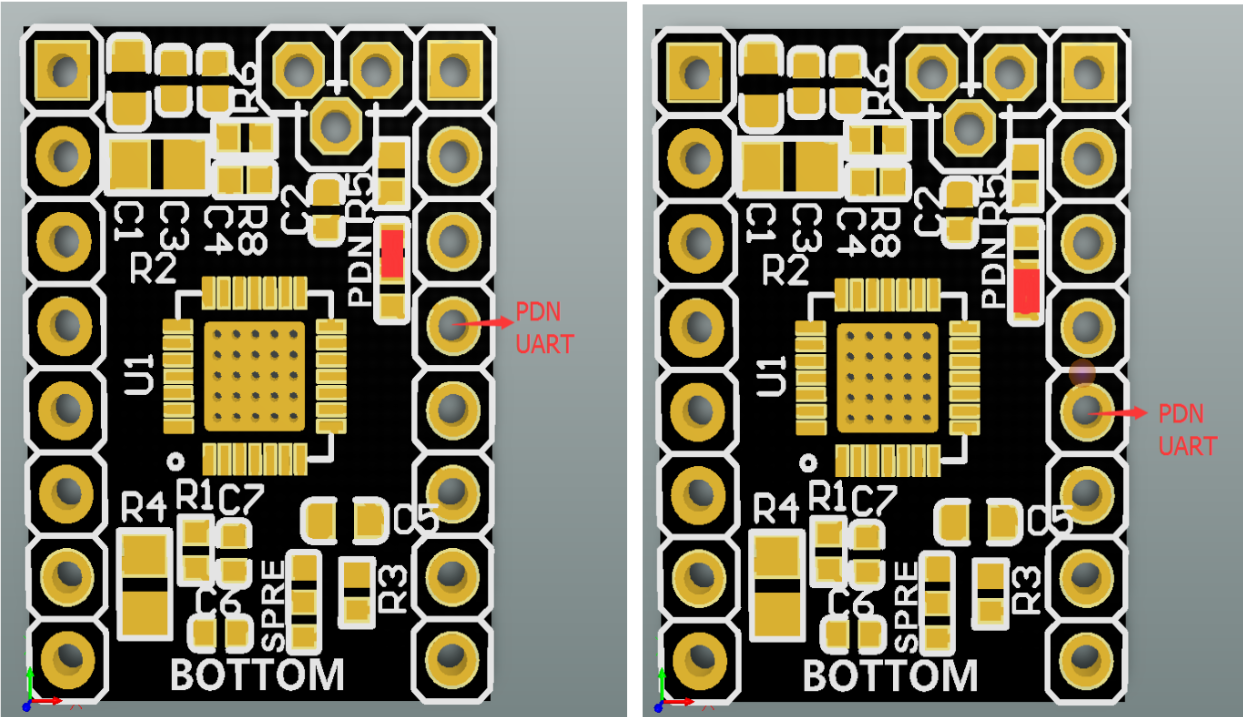 R6
C1
C3
C4
R8
C2
R5
R2
PDN
PDN
UART
U1
R4
R1
C7
C5
C6
SPRE
R3
BOTTOM
R6
C1
C3
C4
R8
C2
R5
R2
PDN
U1
PDN
UART
R4
R1
C7
C5
C6
SPRE
R3
BOTTOM